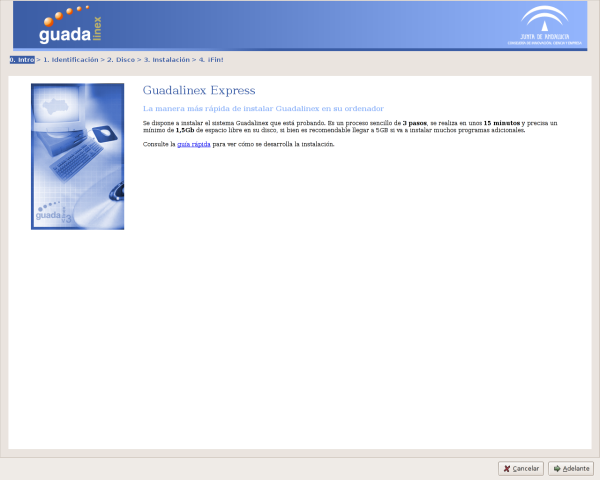 guada
linex
JUNTA DE ANDALUCIA
CONSEJERÍA DE INNOVACIÓN, CIENCIA Y EMPRESA
0. Intro > 1. Identificación > 2. Disco > 3. Instalación > 4. ¡Fin!
Guadalinex Express
La manera más rápida de instalar Guadalinex en su ordenador
Se dispone a instalar el sistema Guadalinex que está probando. Es un proceso sencillo de 3 pasos, se realiza en unos 15 minutos y precisa un
mínimo de 1,5Gb de espacio libre en su disco, si bien es recomendable llegar a 5GB si va a instalar muchos programas adicionales.
Consulte la guía rápida para ver cómo se desarrolla la instalación.
guada
3
Cancelar
Adelante